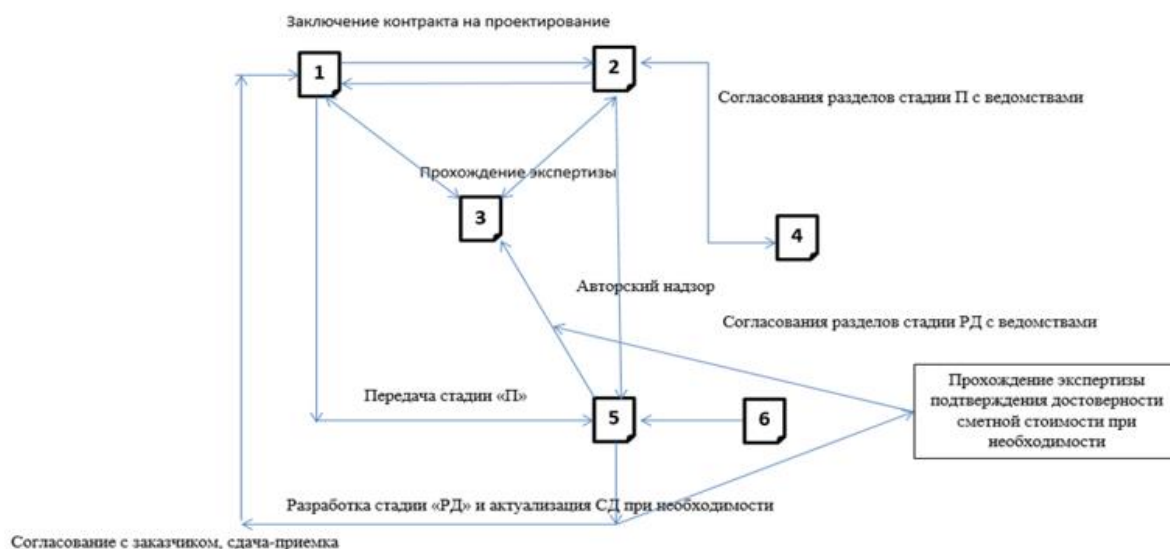 Заключение контракта на проектирование
1
2
Согласования разделов стадии П с ведомствами
Прохождение экспертизы
3
4
Авторский надзор
Согласования разделов стадии РД с ведомствами
Прохождение экспертизы
подтверждения достоверности
сметной стоимости при
необходимости
Передача стадии «П»
5
6
Разработка стадии «РД» и актуализация СД при необходимости
Согласование с заказчиком, сдача-приемка